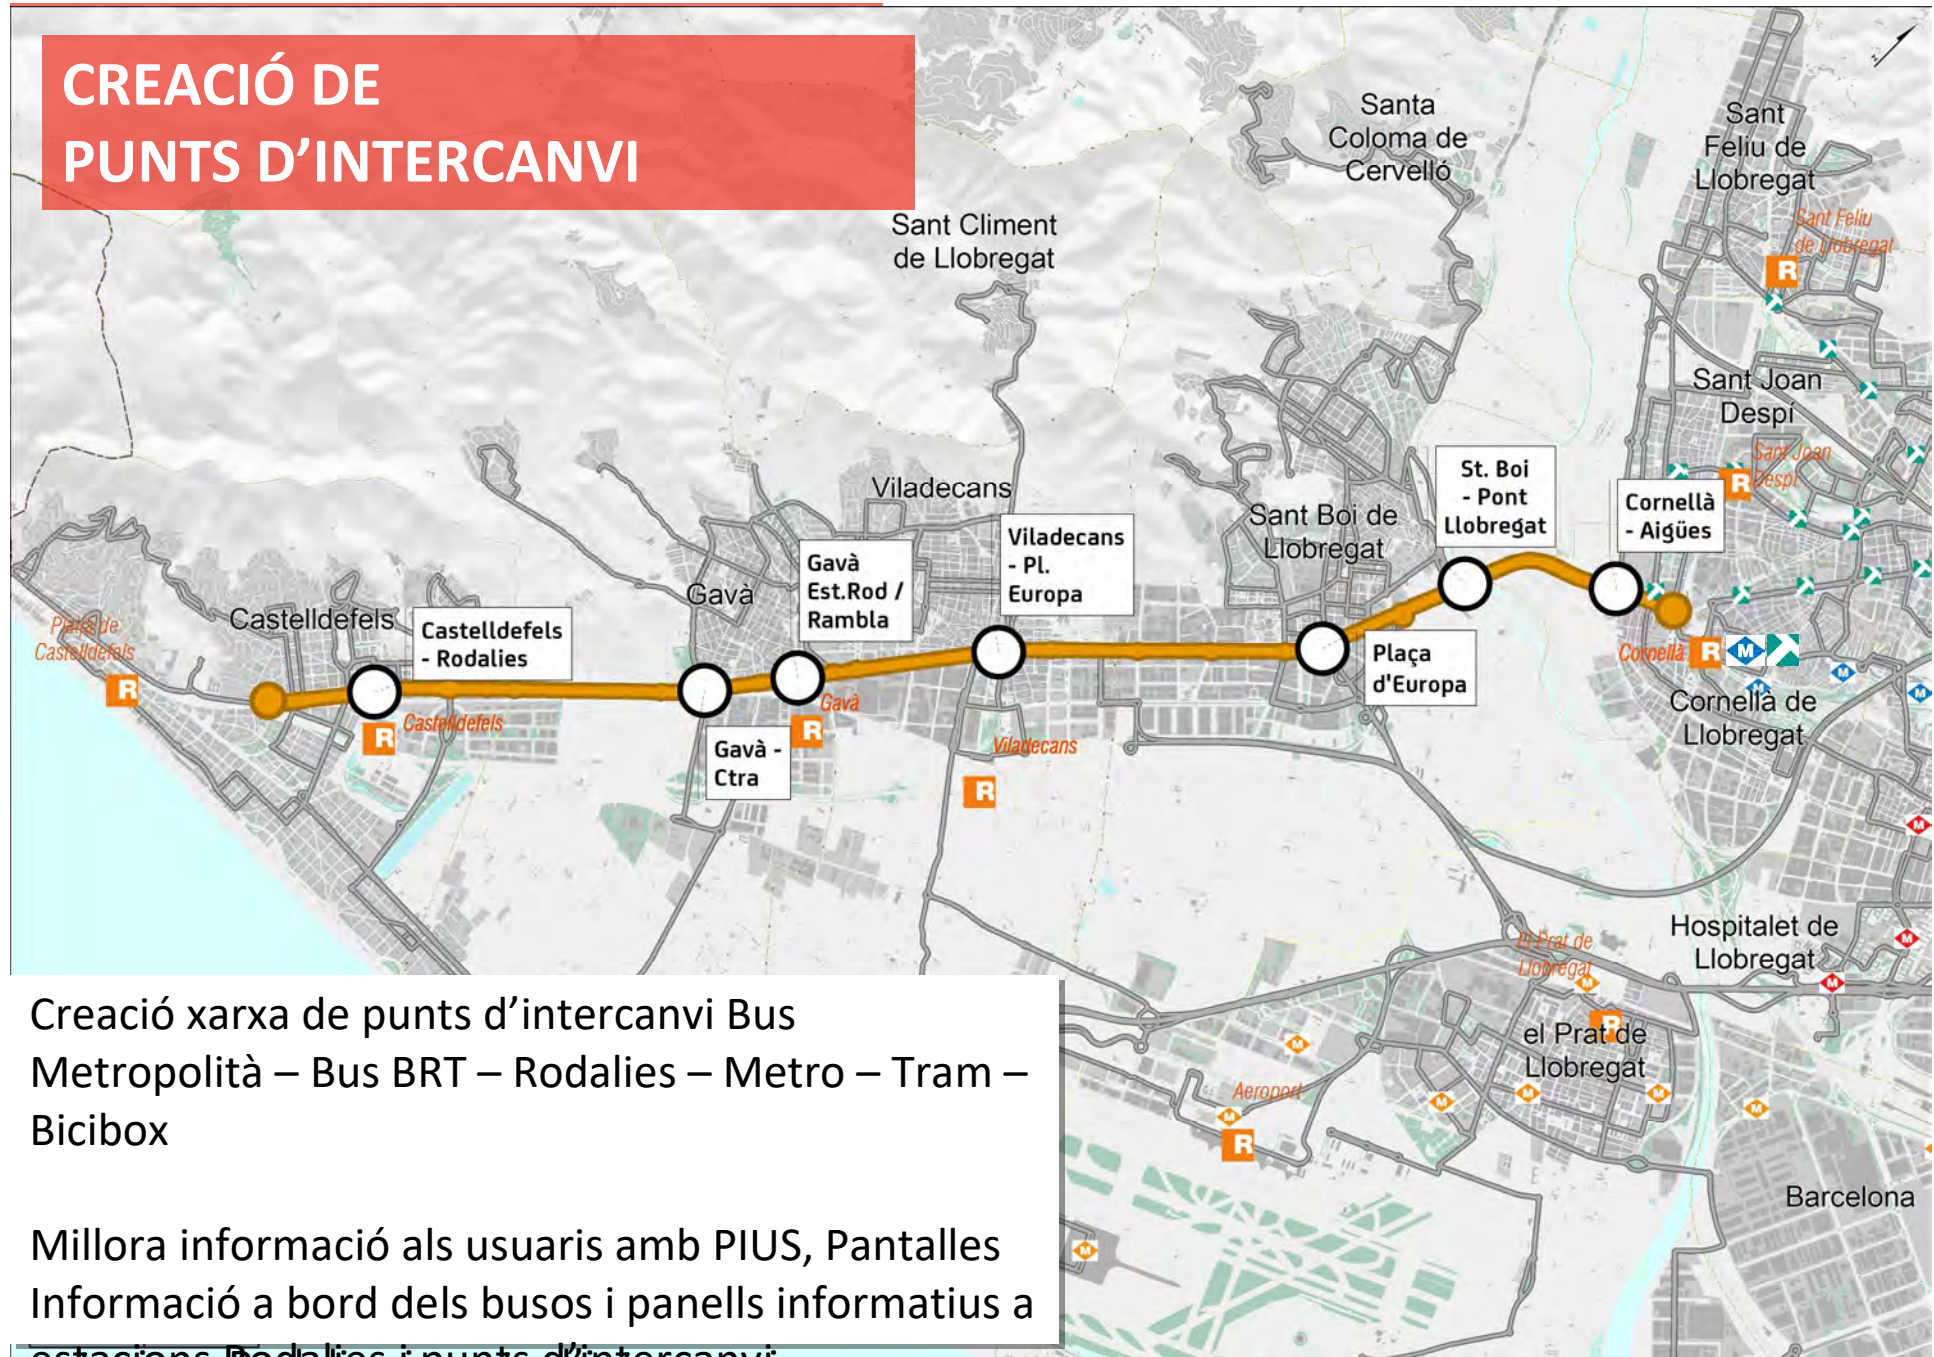 CREACIÓ DE
PUNTS D’INTERCANVI
Santa
Coloma de
Cervelló
Sant
Feliu de
Llobregat
Sant Feliu
de Llobregat
R
Sant Climent
de Llobregat
Sant Joan
Despí
Sant Joan
Despí
R
Viladecans
Sant Boi de
Llobregat
St. Boi
- Pont
Llobregat
Cornellà
- Aigües
Viladecans
- Pl.
Europa
Gavà
Est.Rod /
Rambla
Gavà
Castelldefels
Castelldefels
- Rodalies
Platja de
Castelldefels
R
Castelldefels
R
Gavà -
Ctra
Gavà
R
Viladecans
R
Plaça
d'Europa
Cornellà
R
M
Cornellà de
Llobregat
Hospitalet de
Llobregat
El Prat de
Llobregat
R
el Prat de
Llobregat
Aeroport
M
R
Barcelona
Creació xarxa de punts d’intercanvi Bus
Metropolità – Bus BRT – Rodalies – Metro – Tram –
Bicibox
Millora informació als usuaris amb PIUS, Pantalles
Informació a bord dels busos i panells informatius a
estacions Rodalies i punts d’intercanvi